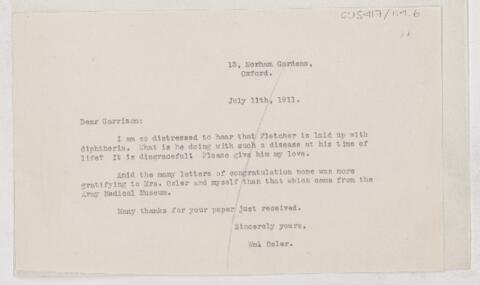 CUS417/114.6
13, Norham Gardens,
Oxford.
July 11th, 1911.
Dear Garrison:
I am so distressed to hear that Fletcher is laid up with
diphtheria. What is he doing with such a disease at his time of
life? It is disgraceful! Please give him my love.
Amid the many letters of congratulation none was more
gratifying to Mrs. Osler and myself than that which came from the
Army Medical Museum.
Many thanks for your paper just received.
Sincerely yours,
Wm. Osler.